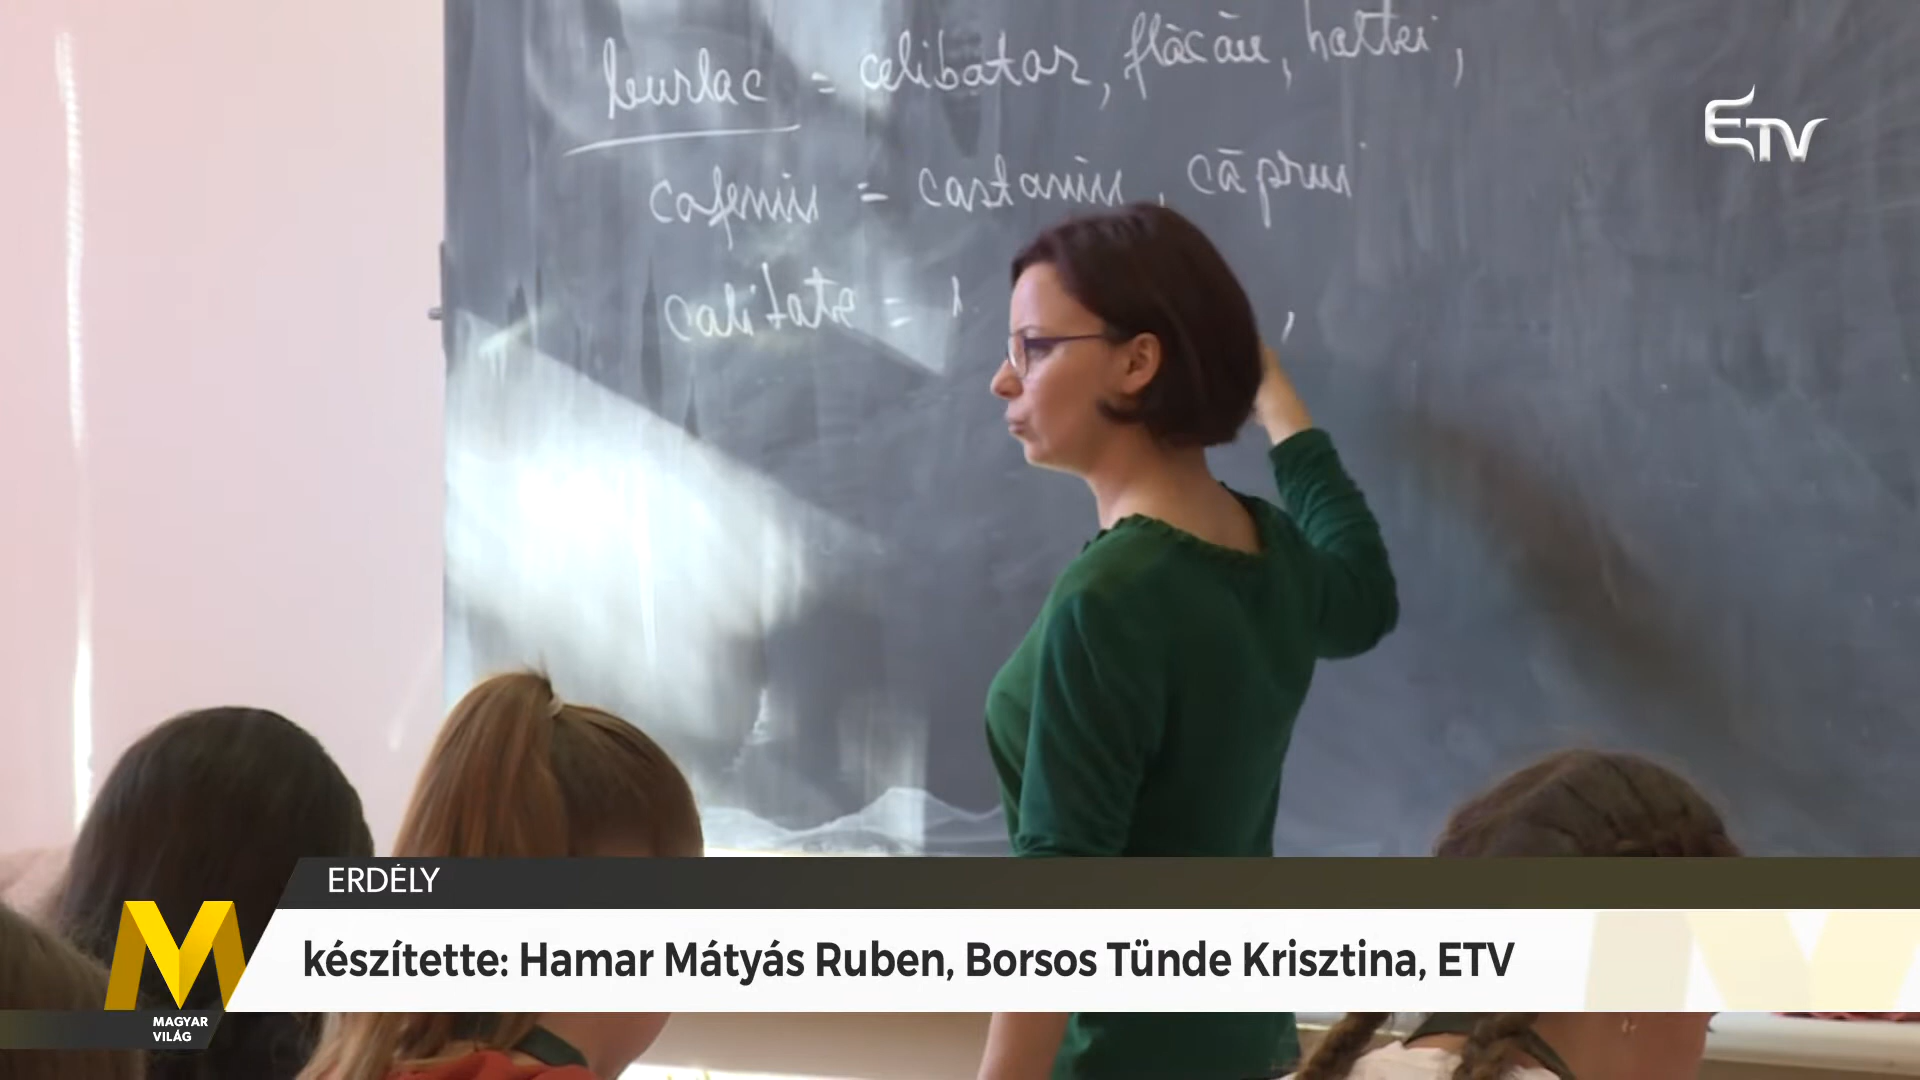 burlac = celibatar, flăcău, holtei,
cafeniu = castaniu, căprui
calitate =
ETV
ERDÉLY
készítette: Hamar Mátyás Ruben, Borsos Tünde Krisztina, ETV
MAGYAR
VILÁG